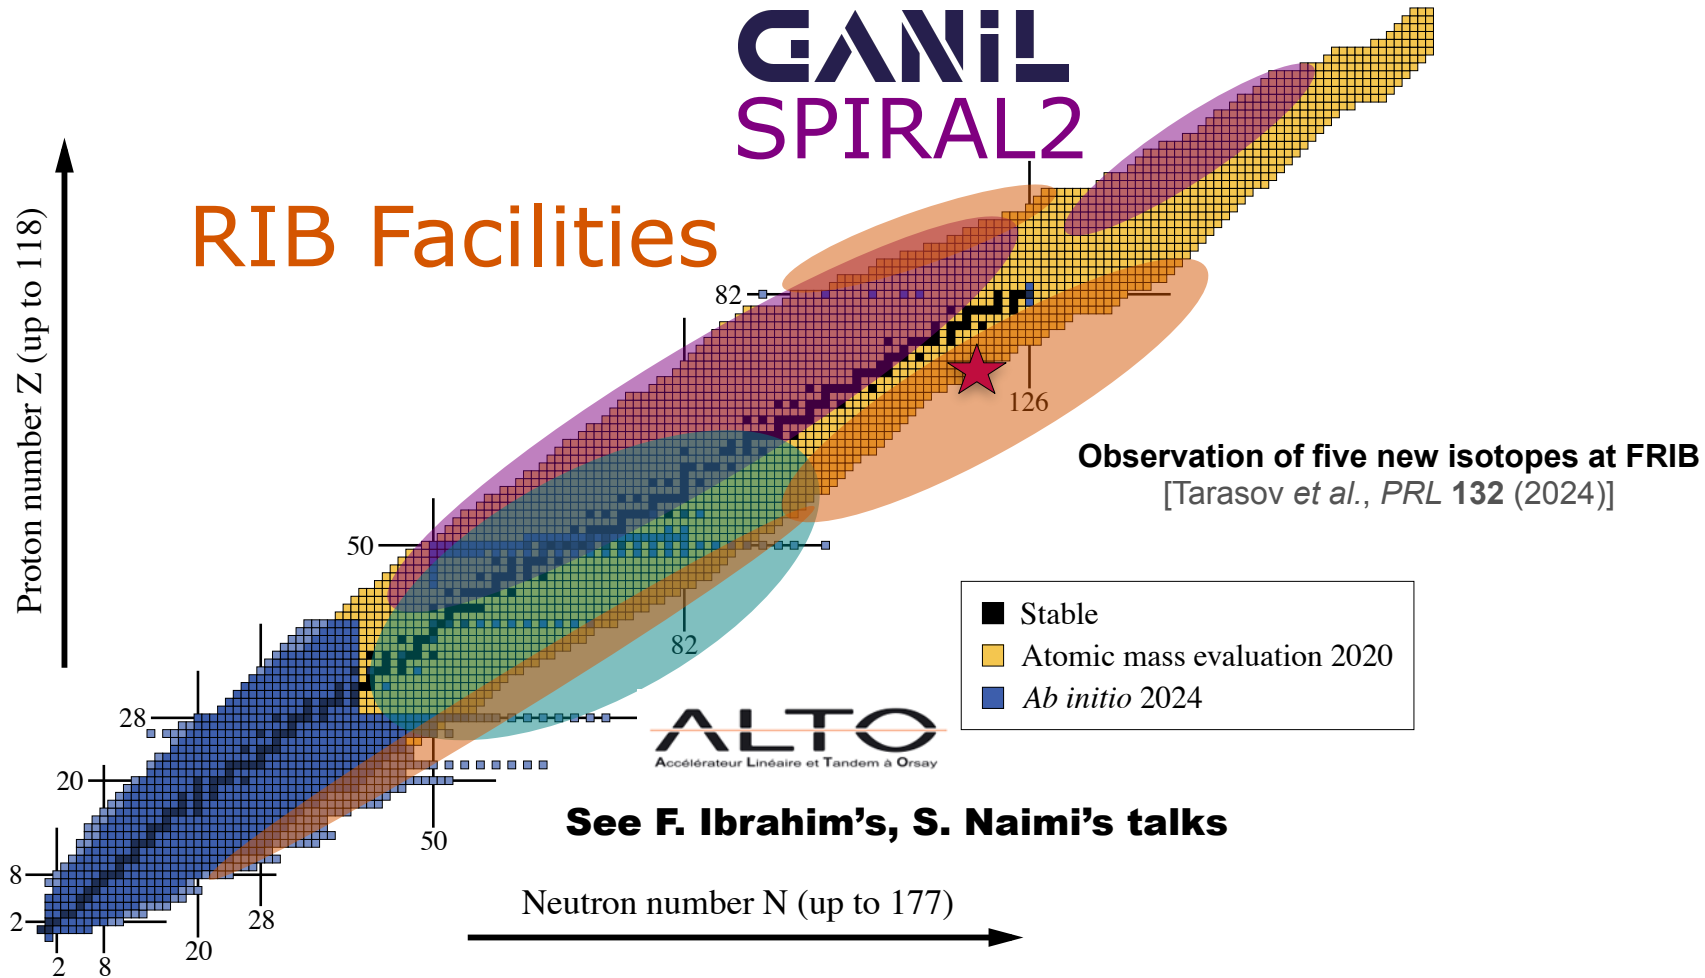 GANiL
SPIRAL2
RIB Facilities
Proton number Z (up to 118)
82
126
Observation of five new isotopes at FRIB
[Tarasov et al., PRL 132 (2024)]
50
Stable
Atomic mass evaluation 2020
Ab initio 2024
82
28
ALTO
Accélérateur Linéaire et Tandem à Orsay
20
See F. Ibrahim's, S. Naimi's talks
50
8
Neutron number N (up to 177)
2
28
20
2
8